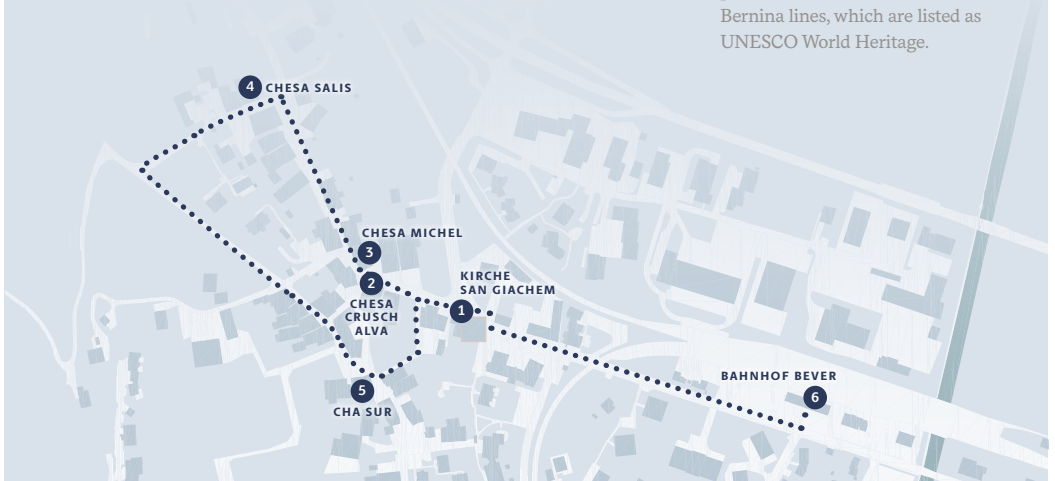 Bernina lines, which are listed as
UNESCO World Heritage.
4 CHESA SALIS
CHESA MICHEL
3
2
CHESA
CRUSCH
ALVA
KIRCHE
SAN GIACHEM
1
BAHNHOF BEVER
6
5
CHA SUR